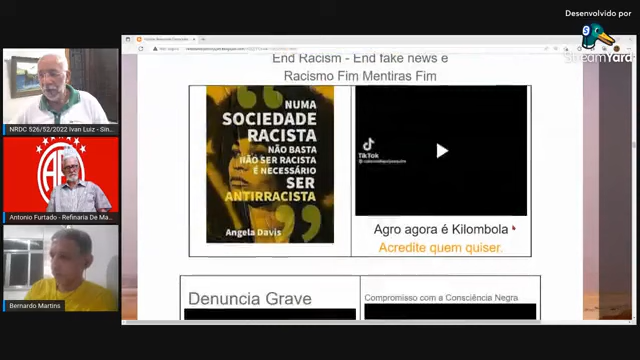 Desenvolvido por
StreamYard
End Racism - End fake news e
Racismo Fim Mentiras Fim
NUMA
SOCIEDADE
RACISTA
NÃO BASTA
NÃO SER RACISTA
É NECESSÁRIO
SER
ANTIRRACISTA
Angela Davis
TikTok
Agro agora é Kilombola
Acredite quem quiser.
Denuncia Grave
Compromisso com a Consciência Negra
NRDC 526/52/2022 Ivan Luiz - Sin...
Antonio Furtado - Refinaria De Ma...
Bernardo Martins